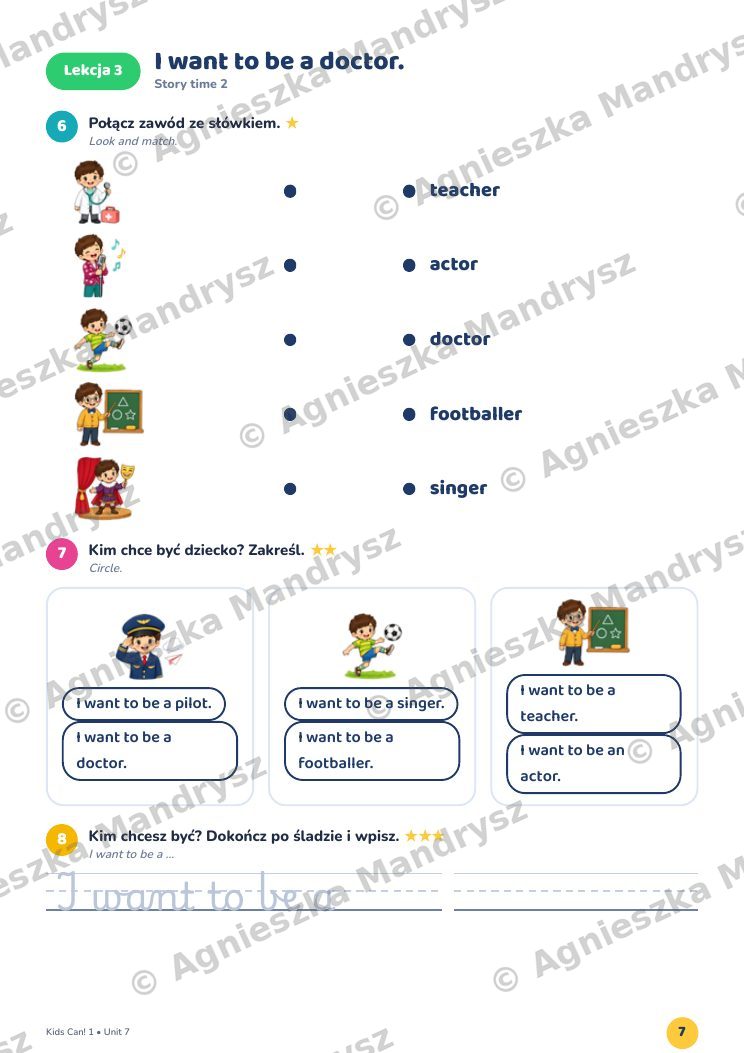 Lekcja 3
I want to be a doctor.
Story time 2
6
Połącz zawód ze słówkiem.
Look and match.
teacher
actor
doctor
footballer
singer
7
Kim chce być dziecko? Zakreśl.
Circle.
I want to be a pilot.
I want to be a
doctor.
I want to be a singer.
I want to be a
footballer.
I want to be a
teacher.
I want to be an
actor.
8
Kim chcesz być? Dokończ po śladzie i wpisz.
I want to be a ...
I want to be a
Kids Can! 1 • Unit 7
7
© Agnieszka Mandrysz